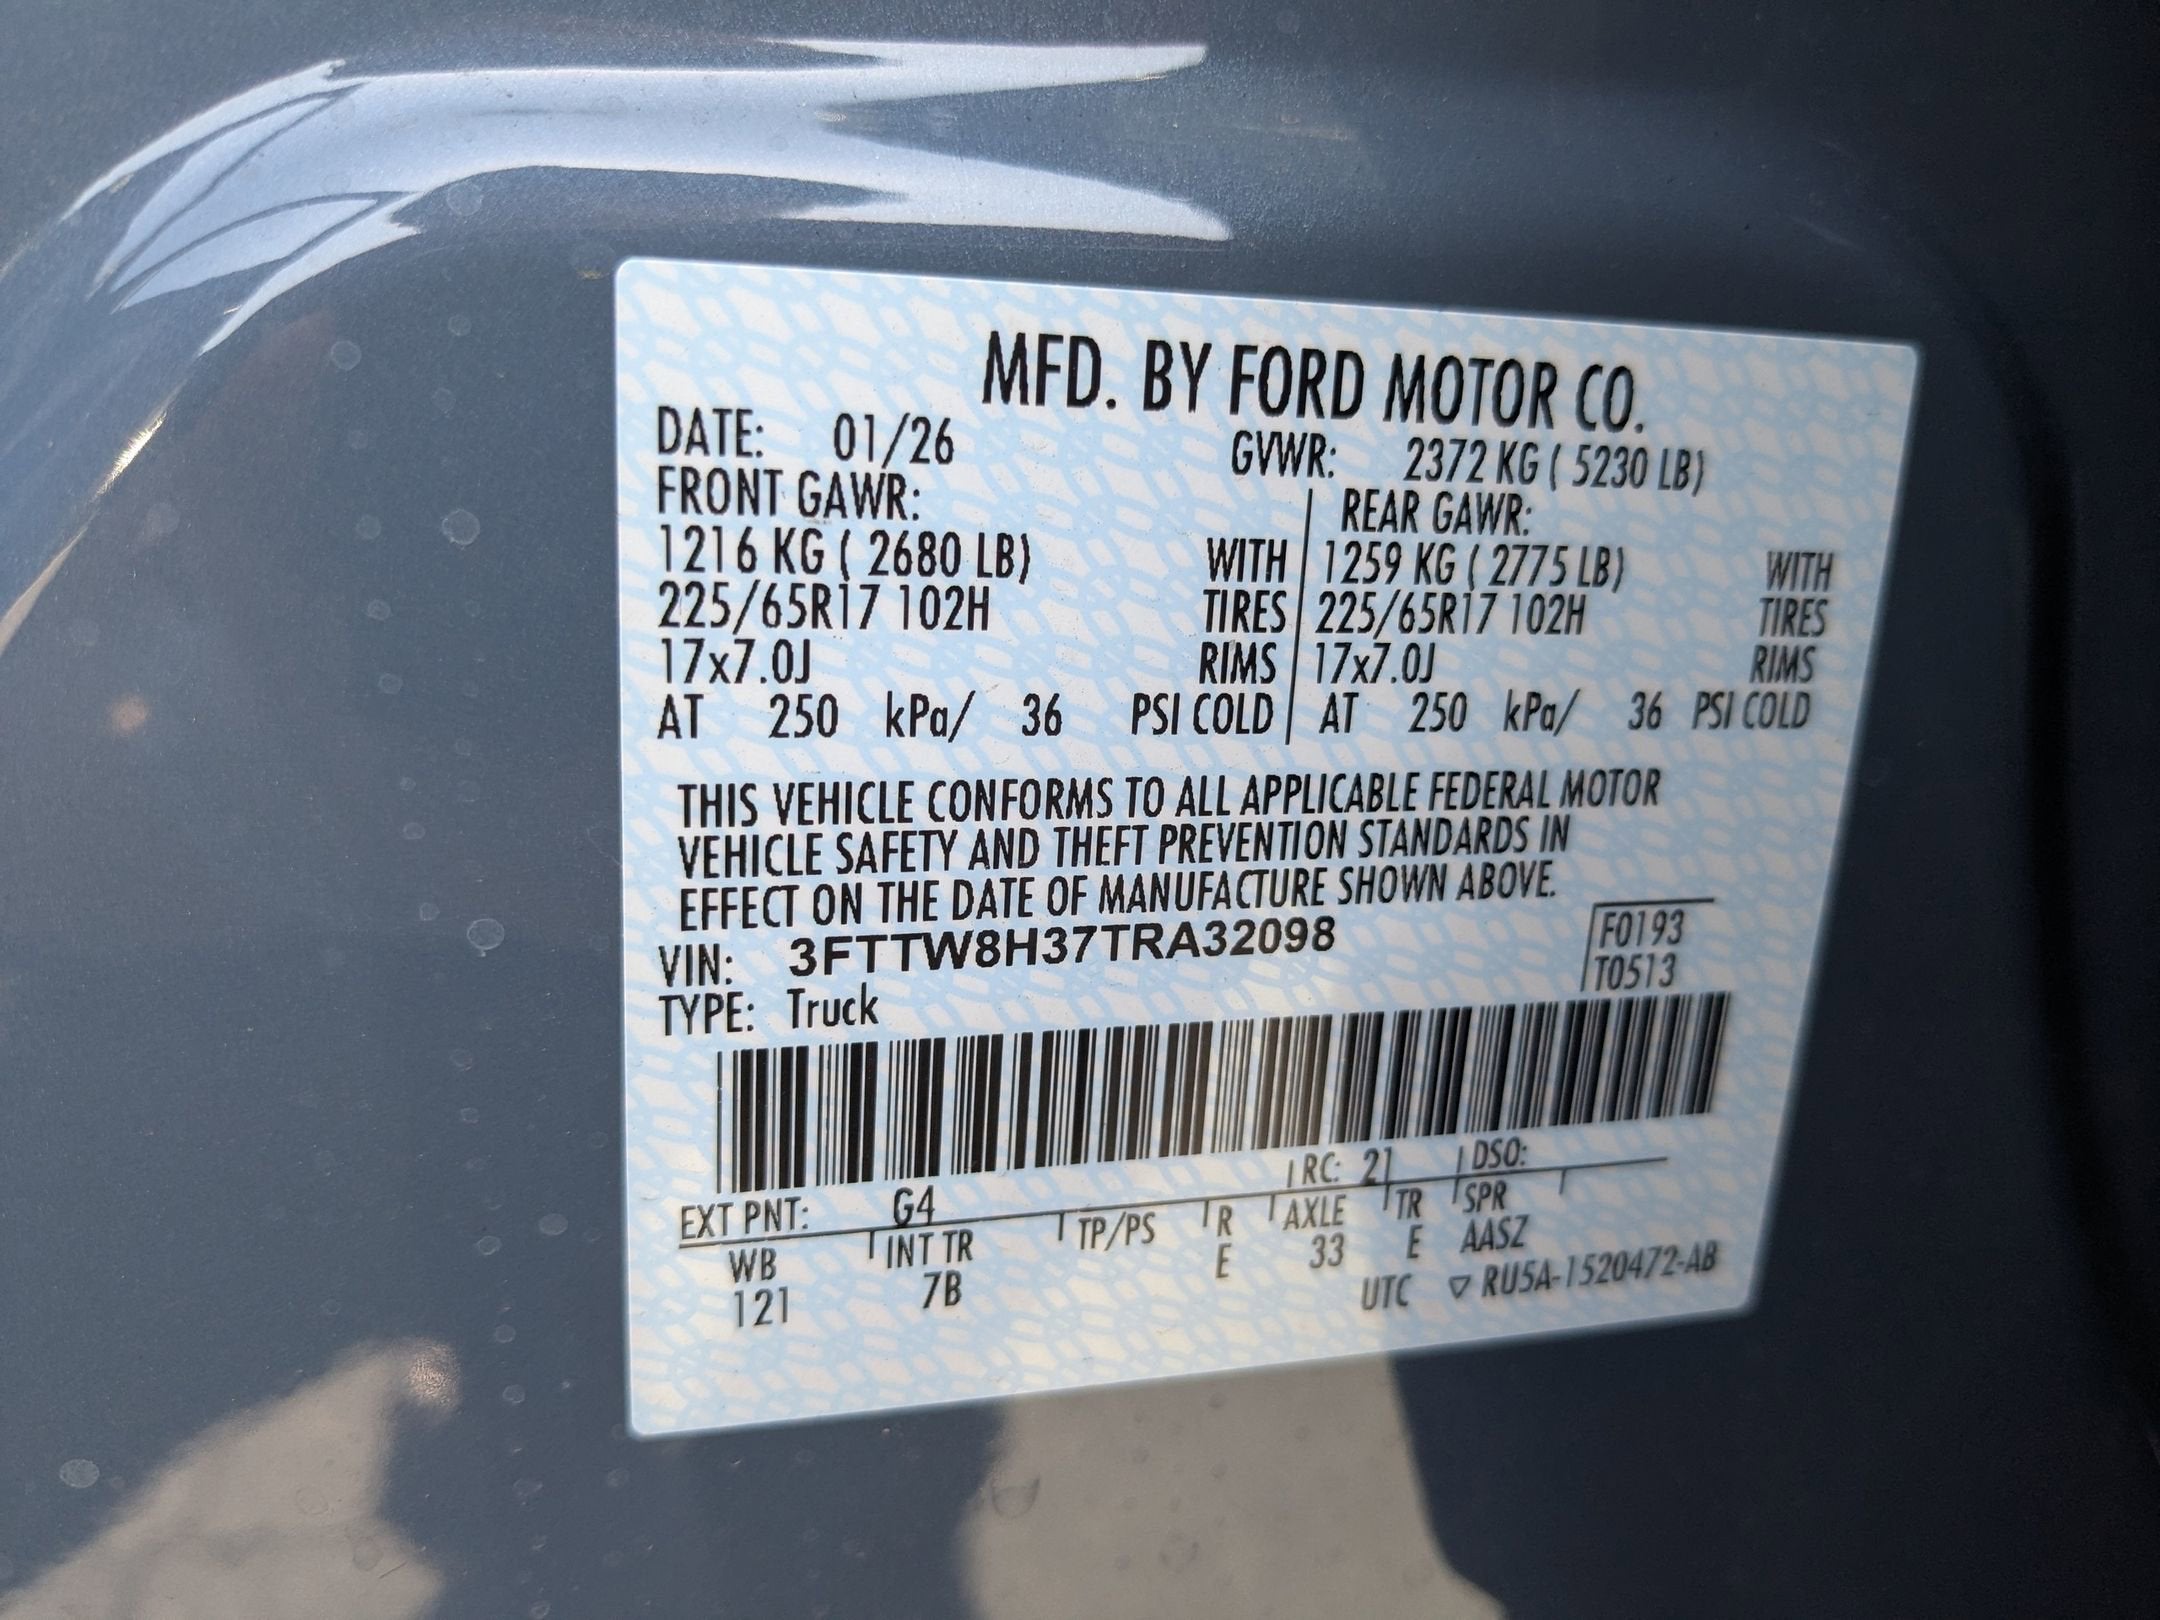 MFD. BY FORD MOTOR CO.
DATE: 01/26 GVWR: 2372 KG ( 5230 LB)
FRONT GAWR: REAR GAWR:
1216 KG ( 2680 LB) WITH 1259 KG ( 2775 LB) WITH
225/65R17 102H TIRES 225/65R17 102H TIRES
17x7.0J RIMS 17x7.0J RIMS
AT 250 kPa/ 36 PSI COLD AT 250 kPa/ 36 PSI COLD
THIS VEHICLE CONFORMS TO ALL APPLICABLE FEDERAL MOTOR
VEHICLE SAFETY AND THEFT PREVENTION STANDARDS IN
EFFECT ON THE DATE OF MANUFACTURE SHOWN ABOVE.
VIN: 3FTTW8H37TRA32098 F0193
TYPE: Truck T0513
EXT PNT: G4 RC: 21 DSO:
WB INT TR TP/PS R AXLE TR SPR
121 7B E 33 E AASZ
UTC ▽ RU5A-1520472-AB